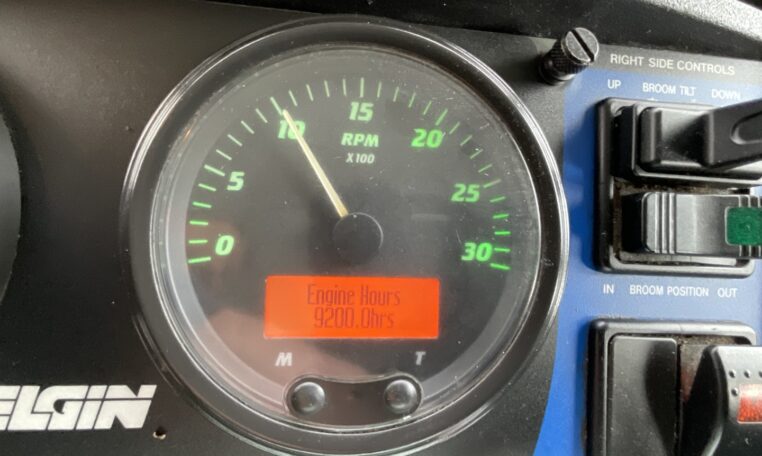 0
5
10
15
20
25
30
RPM
X100
Engine Hours
9200.0hrs
M T
ELGIN
RIGHT SIDE CONTROLS
UP BROOM TILT DOWN
IN BROOM POSITION OUT